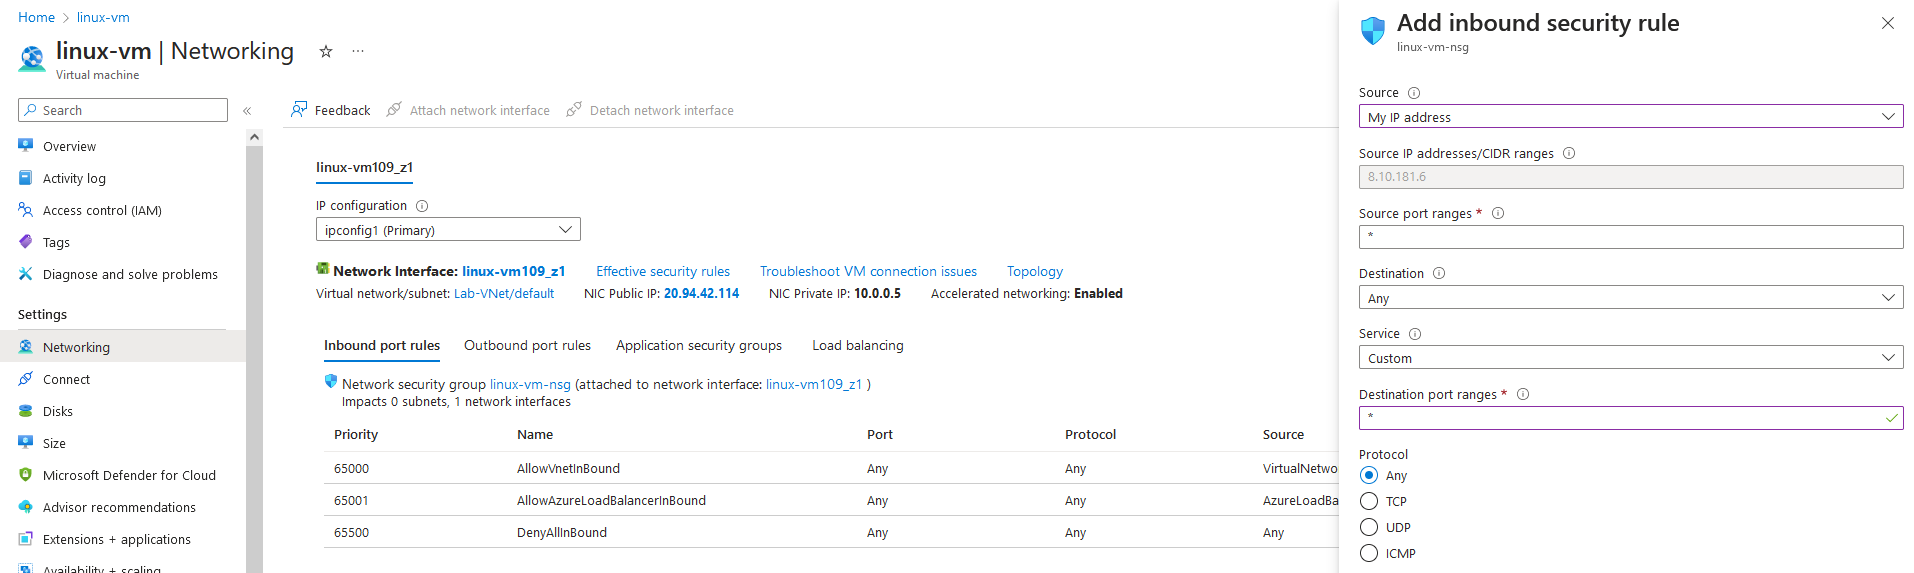 Home > linux-vm
linux-vm | Networking
Virtual machine
Search
Overview
Activity log
Access control (IAM)
Tags
Diagnose and solve problems
Settings
Networking
Connect
Disks
Size
Microsoft Defender for Cloud
Advisor recommendations
Extensions + applications
Availability + scaling
Feedback
Attach network interface
Detach network interface
linux-vm109_z1
IP configuration
ipconfig1 (Primary)
Network Interface: linux-vm109_z1 Effective security rules Troubleshoot VM connection issues Topology
Virtual network/subnet: Lab-VNet/default NIC Public IP: 20.94.42.114 NIC Private IP: 10.0.0.5 Accelerated networking: Enabled
Inbound port rules Outbound port rules Application security groups Load balancing
Network security group linux-vm-nsg (attached to network interface: linux-vm109_z1 )
Impacts 0 subnets, 1 network interfaces
Priority Name Port Protocol Source
65000 AllowVnetInBound Any Any VirtualNetwo
65001 AllowAzureLoadBalancerInBound Any Any AzureLoadBa
65500 DenyAllInBound Any Any Any
Add inbound security rule
linux-vm-nsg
Source
My IP address
Source IP addresses/CIDR ranges
8.10.181.6
Source port ranges *
*
Destination
Any
Service
Custom
Destination port ranges *
*
Protocol
Any
TCP
UDP
ICMP